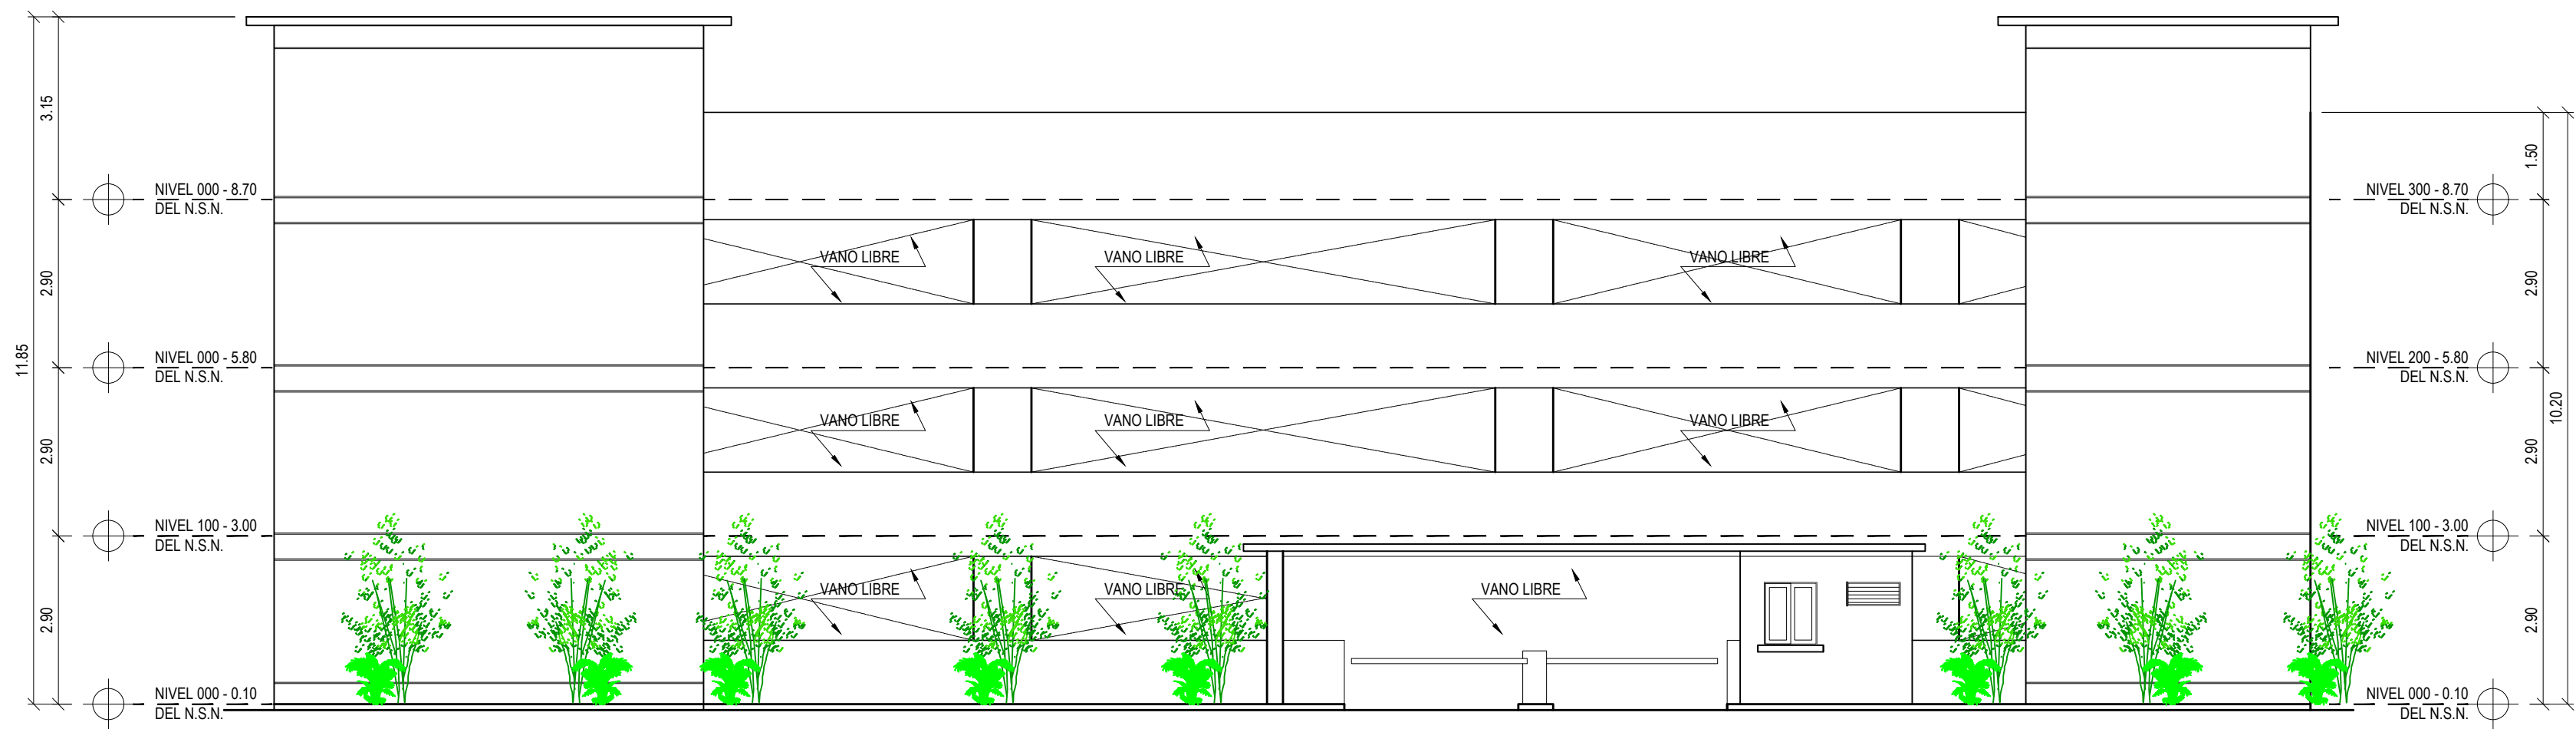 3.15
1.50
NIVEL 000 - 8.70
DEL N.S.N.
NIVEL 300 - 8.70
DEL N.S.N.
VANO LIBRE
VANO LIBRE
VANO LIBRE
2.90
2.90
11.85
NIVEL 000 - 5.80
DEL N.S.N.
NIVEL 200 - 5.80
DEL N.S.N.
10.20
VANO LIBRE
VANO LIBRE
VANO LIBRE
2.90
2.90
NIVEL 100 - 3.00
DEL N.S.N.
NIVEL 100 - 3.00
DEL N.S.N.
VANO LIBRE
VANO LIBRE
VANO LIBRE
2.90
2.90
NIVEL 000 - 0.10
DEL N.S.N.
NIVEL 000 - 0.10
DEL N.S.N.